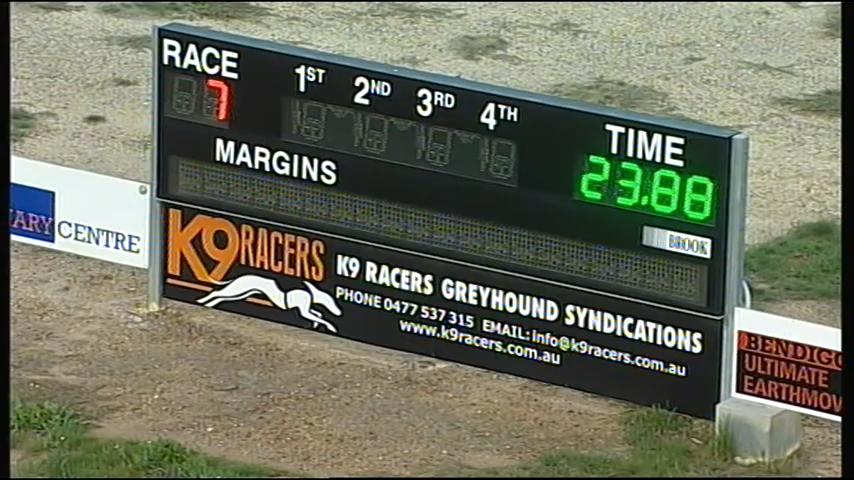 RACE
1ST 2ND 3RD 4TH
TIME
7
23.88
MARGINS
BROOK
ARY CENTRE
K9 RACERS
K9 RACERS GREYHOUND SYNDICATIONS
PHONE 0477 537 315 EMAIL: info@k9racers.com.au
www.k9racers.com.au
BENDIGO
ULTIMATE
EARTHMOV